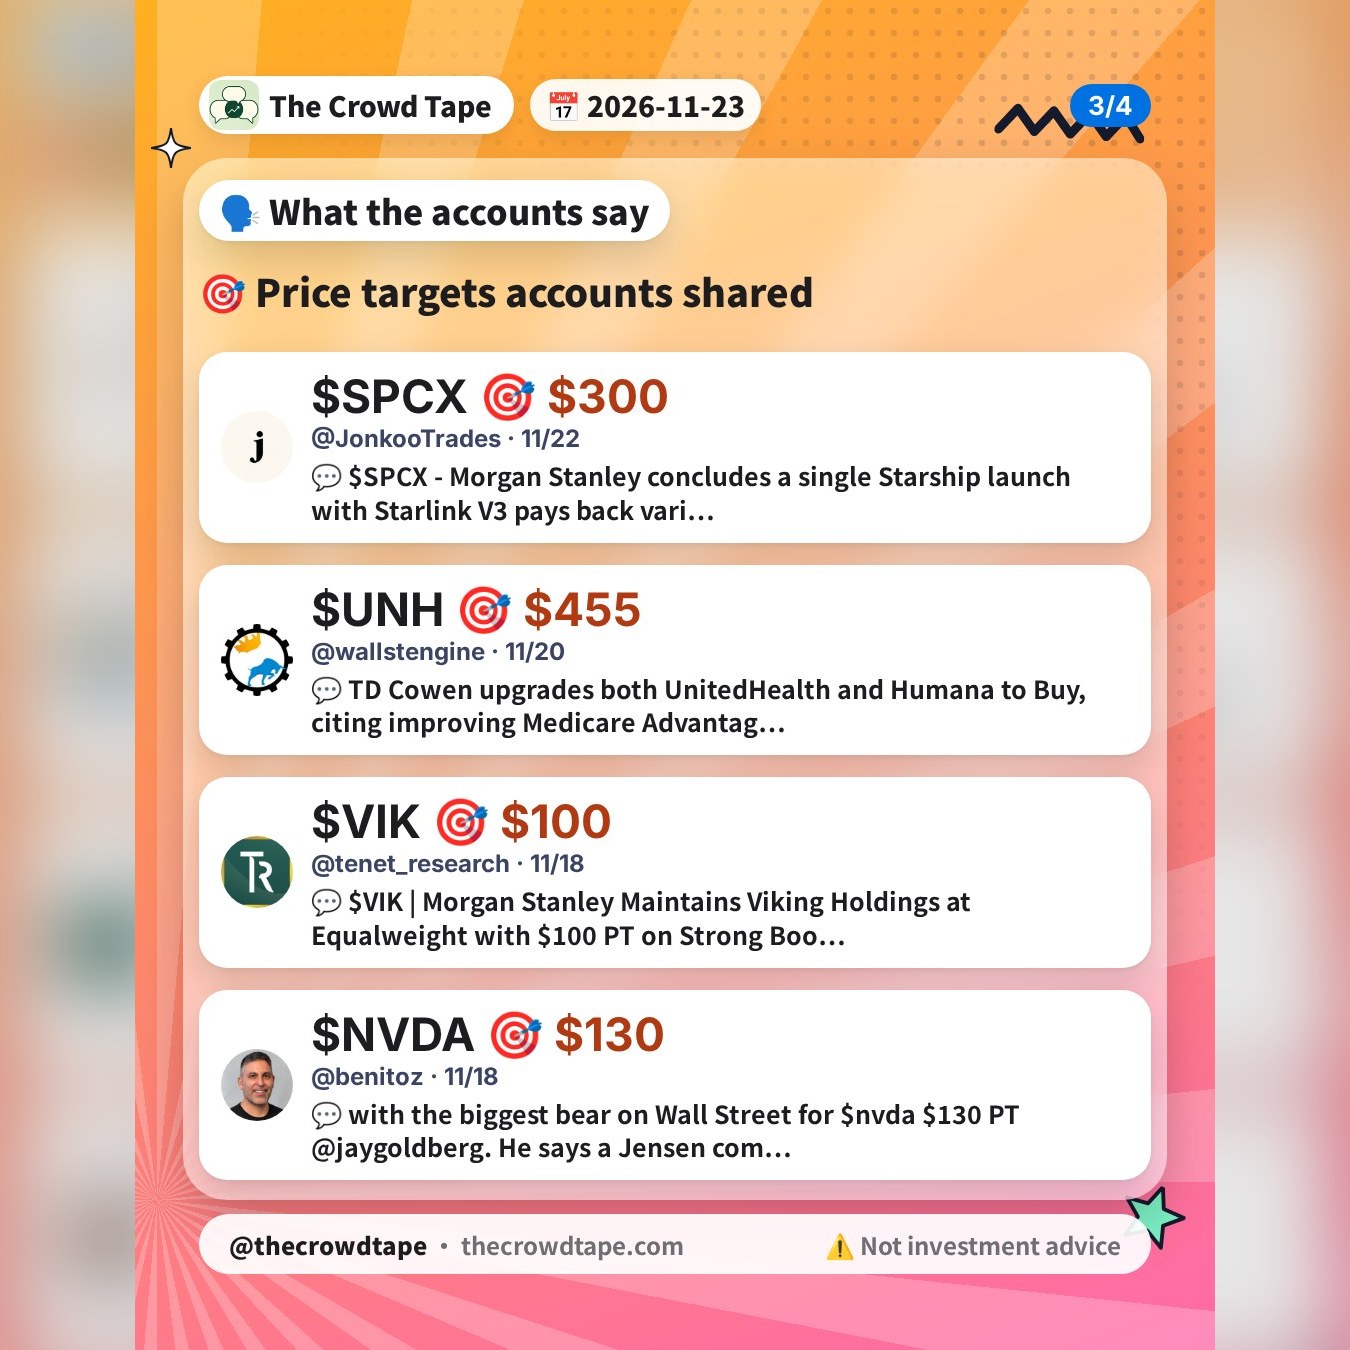 The Crowd Tape
📅 2026-11-23
3/4
🗣️ What the accounts say
🎯 Price targets accounts shared
$SPCX 🎯 $300
@JonkooTrades · 11/22
💬 $SPCX - Morgan Stanley concludes a single Starship launch
with Starlink V3 pays back vari…
j
$UNH 🎯 $455
@wallstengine · 11/20
💬 TD Cowen upgrades both UnitedHealth and Humana to Buy,
citing improving Medicare Advantag…
$VIK 🎯 $100
@tenet_research · 11/18
💬 $VIK | Morgan Stanley Maintains Viking Holdings at
Equalweight with $100 PT on Strong Boo…
TR
$NVDA 🎯 $130
@benitoz · 11/18
💬 with the biggest bear on Wall Street for $nvda $130 PT
@jaygoldberg. He says a Jensen com…
@thecrowdtape • thecrowdtape.com
⚠️ Not investment advice